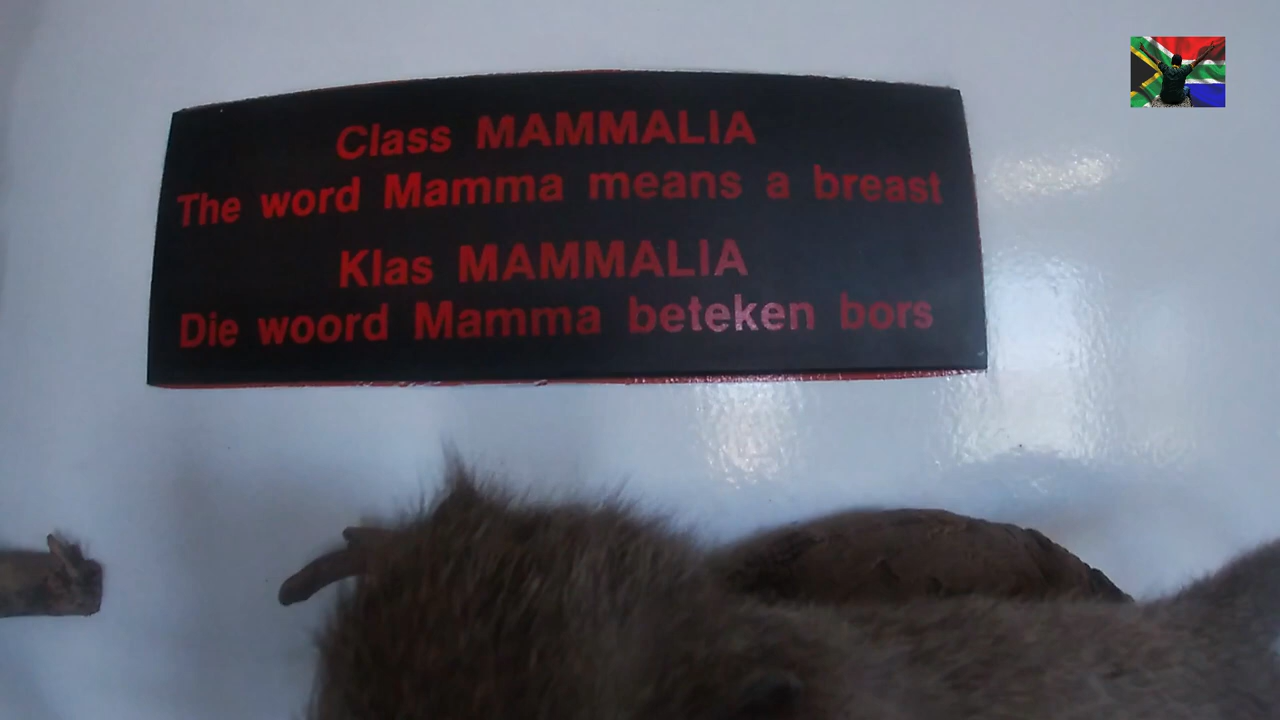 Class MAMMALIA
The word Mamma means a breast
Klas MAMMALIA
Die woord Mamma beteken bors